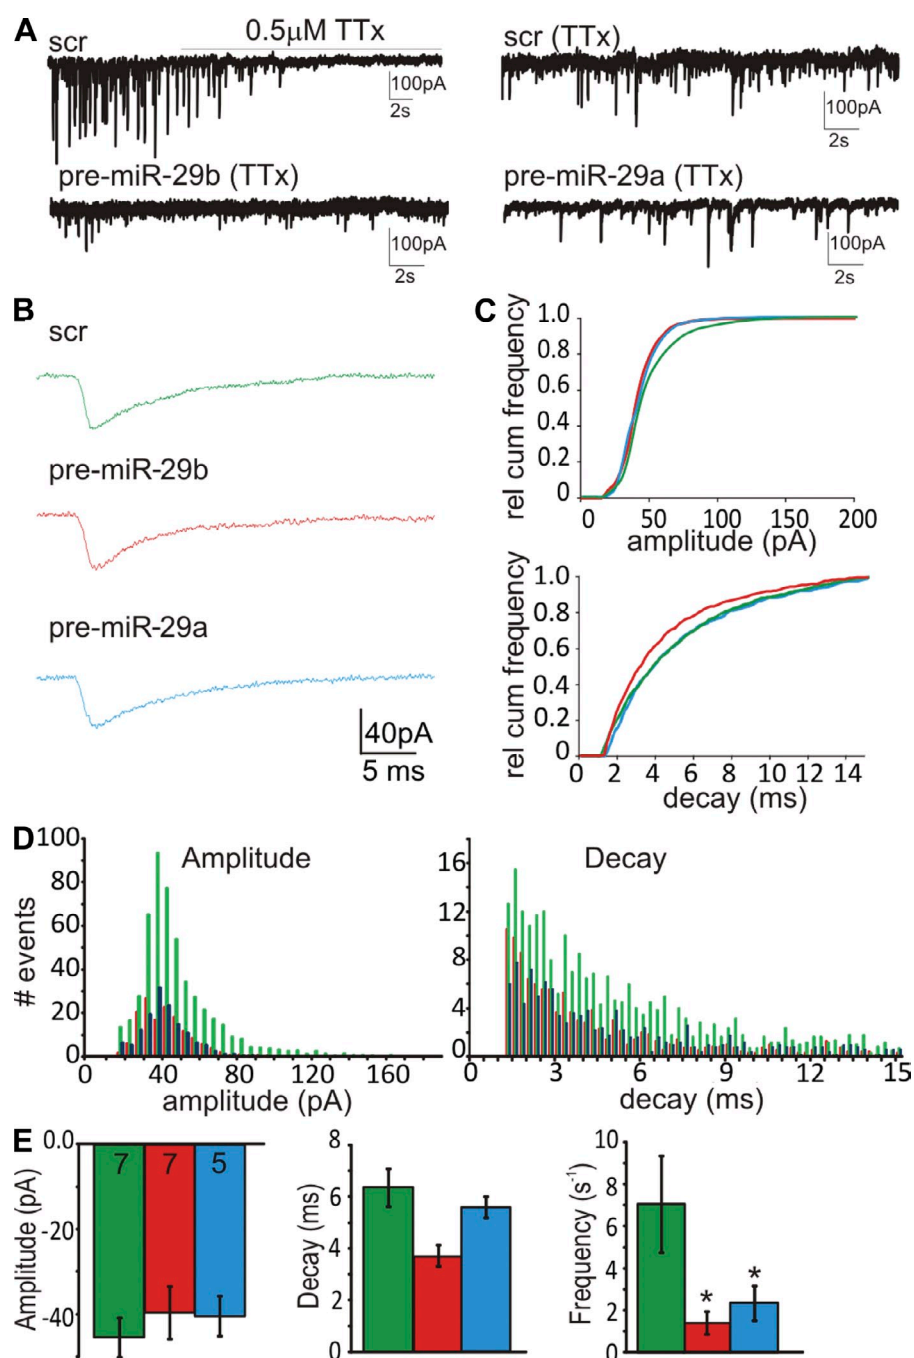 A
scr
0.5µM TTx
100pA
2s
scr (TTx)
100pA
2s
pre-miR-29b (TTx)
100pA
2s
pre-miR-29a (TTx)
100pA
2s
B
scr
pre-miR-29b
pre-miR-29a
40pA
5 ms
C
rel cum frequency
1.0
0.8
0.6
0.4
0.2
0
0 50 100 150 200
amplitude (pA)
rel cum frequency
1.0
0.8
0.6
0.4
0.2
0
0 2 4 6 8 10 12 14
decay (ms)
D
Amplitude
# events
100
80
60
40
20
0
0 40 80 120 160
amplitude (pA)
Decay
16
12
8
4
0
0 3 6 9 12 15
decay (ms)
E
Amplitude (pA)
0.0
-20
-40
7 7 5
Decay (ms)
8
6
4
2
0
Frequency (s-1)
10
8
6
4
2
0
* *